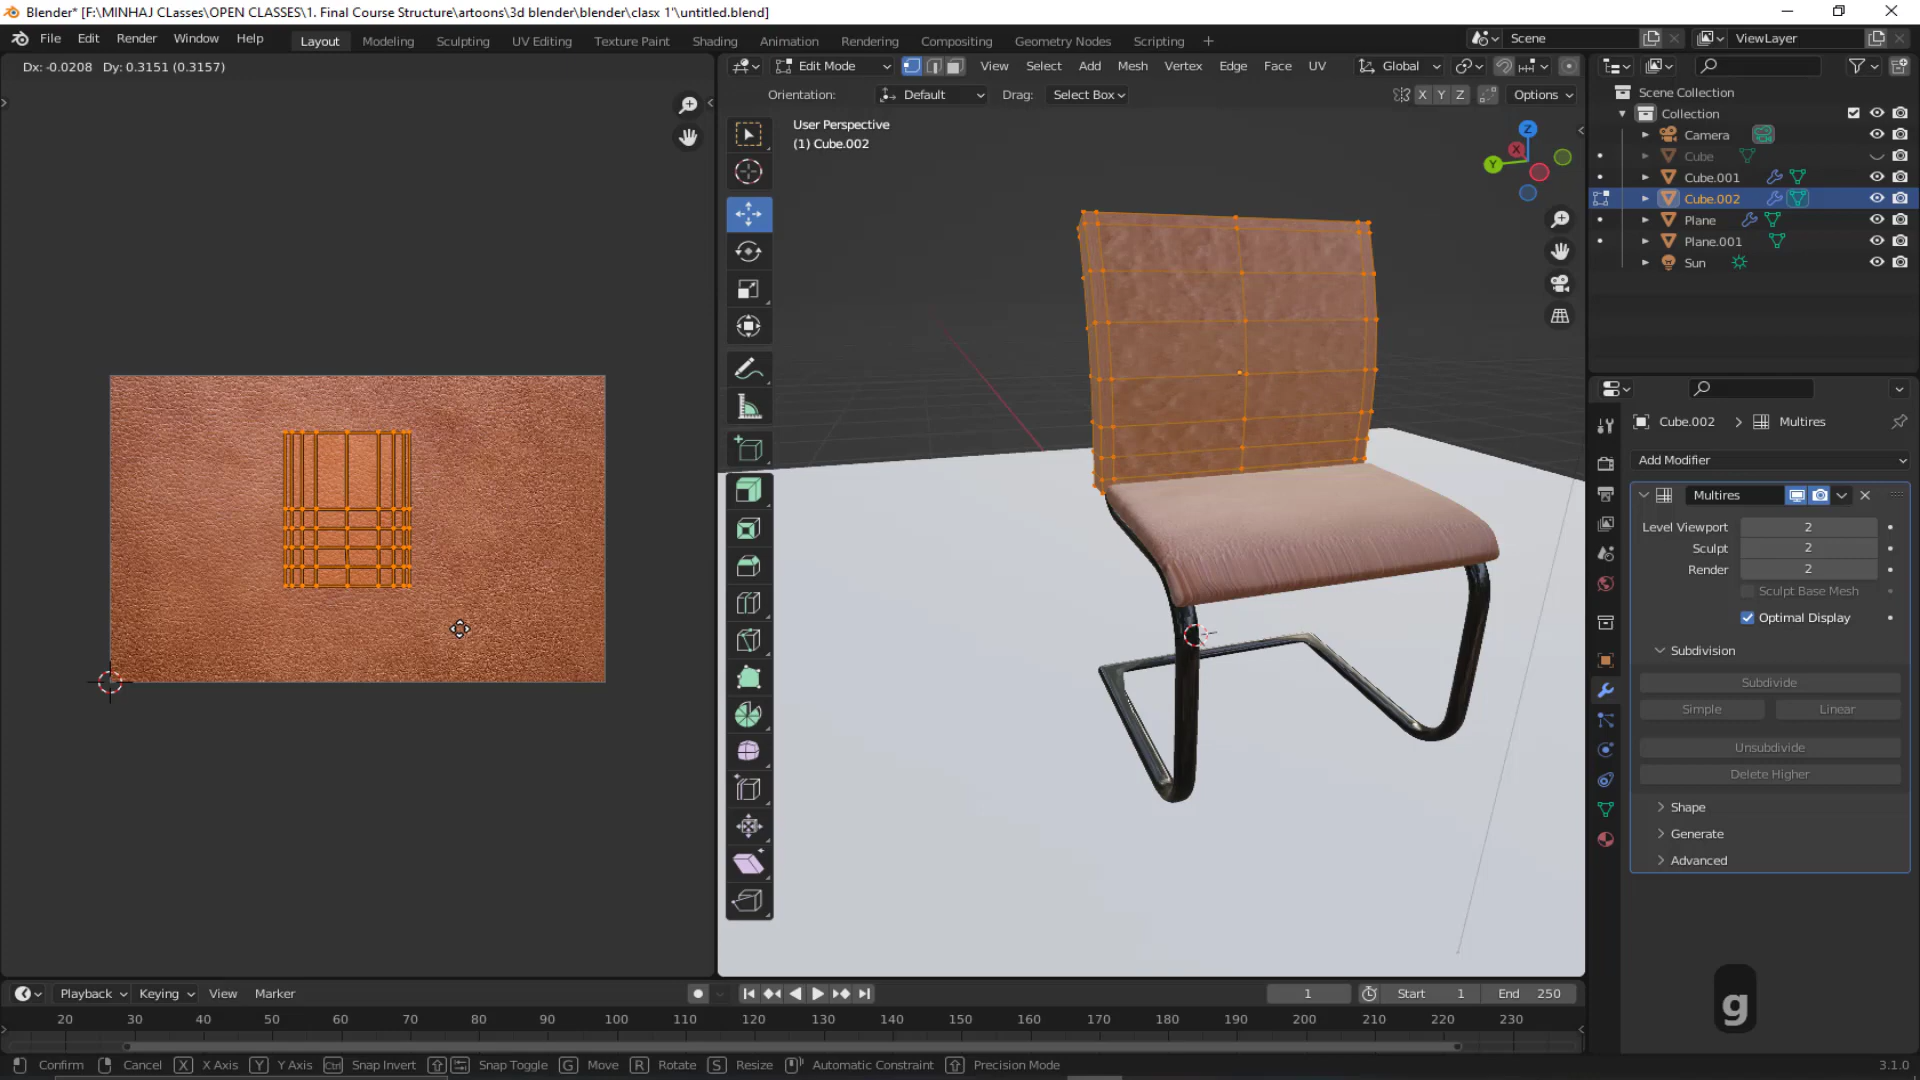 Blender* [F:\MINHAJ CLasses\OPEN CLASSES\1. Final Course Structure\artoons\3d blender\blender\clasx 1"\untitled.blend]
File Edit Render Window Help Layout Modeling Sculpting UV Editing Texture Paint Shading Animation Rendering Compositing Geometry Nodes Scripting + Scene ViewLayer
Dx: -0.0208 Dy: 0.3151 (0.3157)
Edit Mode View Select Add Mesh Vertex Edge Face UV Global
Orientation: Default Drag: Select Box X Y Z Options
User Perspective
(1) Cube.002
Z
X
Y
Scene Collection
Collection
Camera
Cube
Cube.001
Cube.002
Plane
Plane.001
Sun
Cube.002 > Multires
Add Modifier
Multires
Level Viewport 2
Sculpt 2
Render 2
Sculpt Base Mesh
Optimal Display
Subdivision
Subdivide
Simple Linear
Unsubdivide
Delete Higher
Shape
Generate
Advanced
g
Playback Keying View Marker 1 Start 1 End 250
20 30 40 50 60 70 80 90 100 110 120 130 140 150 160 170 180 190 200 210 220 230
Confirm Cancel X X Axis Y Y Axis Ctrl Snap Invert Snap Toggle G Move R Rotate S Resize Automatic Constraint Precision Mode 3.1.0